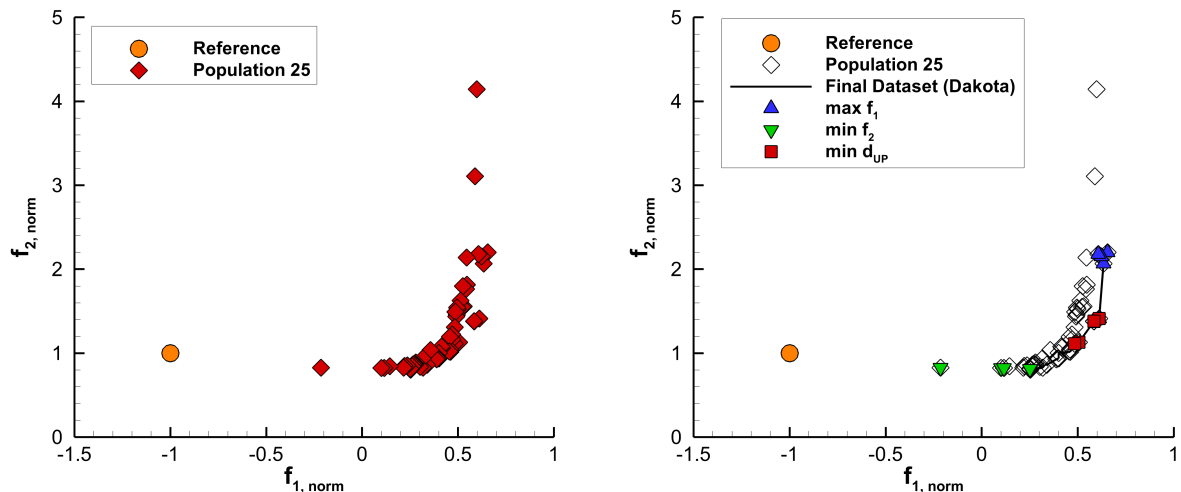 5
4
3
2
1
0
-1.5
-1
-0.5
0
0.5
1
f2, norm
f1, norm
Reference
Population 25
5
4
3
2
1
0
-1.5
-1
-0.5
0
0.5
1
f2, norm
f1, norm
Reference
Population 25
Final Dataset (Dakota)
max f1
min f2
min dUP